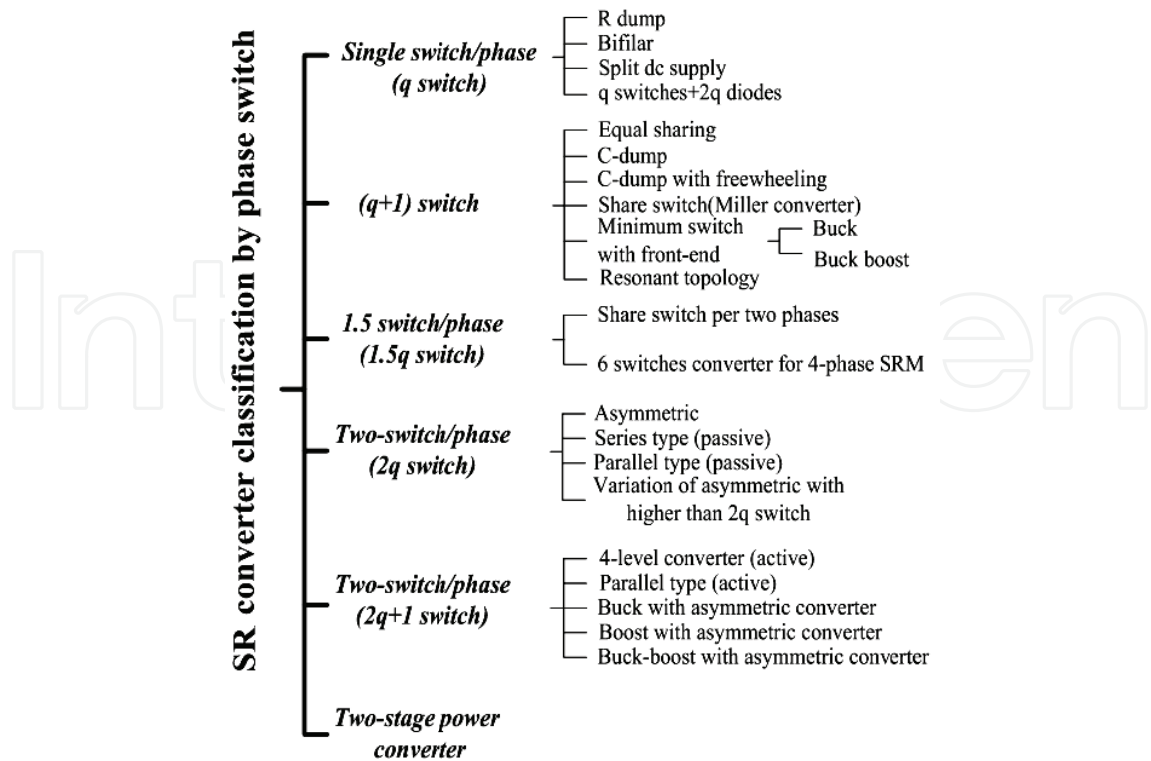 SR converter classification by phase switch
Single switch/phase
(q switch)
R dump
Bifilar
Split dc supply
q switches+2q diodes
(q+1) switch
Equal sharing
C-dump
C-dump with freewheeling
Share switch(Miller converter)
Minimum switch
with front-end
Buck
Buck boost
Resonant topology
1.5 switch/phase
(1.5q switch)
Share switch per two phases
6 switches converter for 4-phase SRM
Two-switch/phase
(2q switch)
Asymmetric
Series type (passive)
Parallel type (passive)
Variation of asymmetric with
higher than 2q switch
Two-switch/phase
(2q+1 switch)
4-level converter (active)
Parallel type (active)
Buck with asymmetric converter
Boost with asymmetric converter
Buck-boost with asymmetric converter
Two-stage power
converter